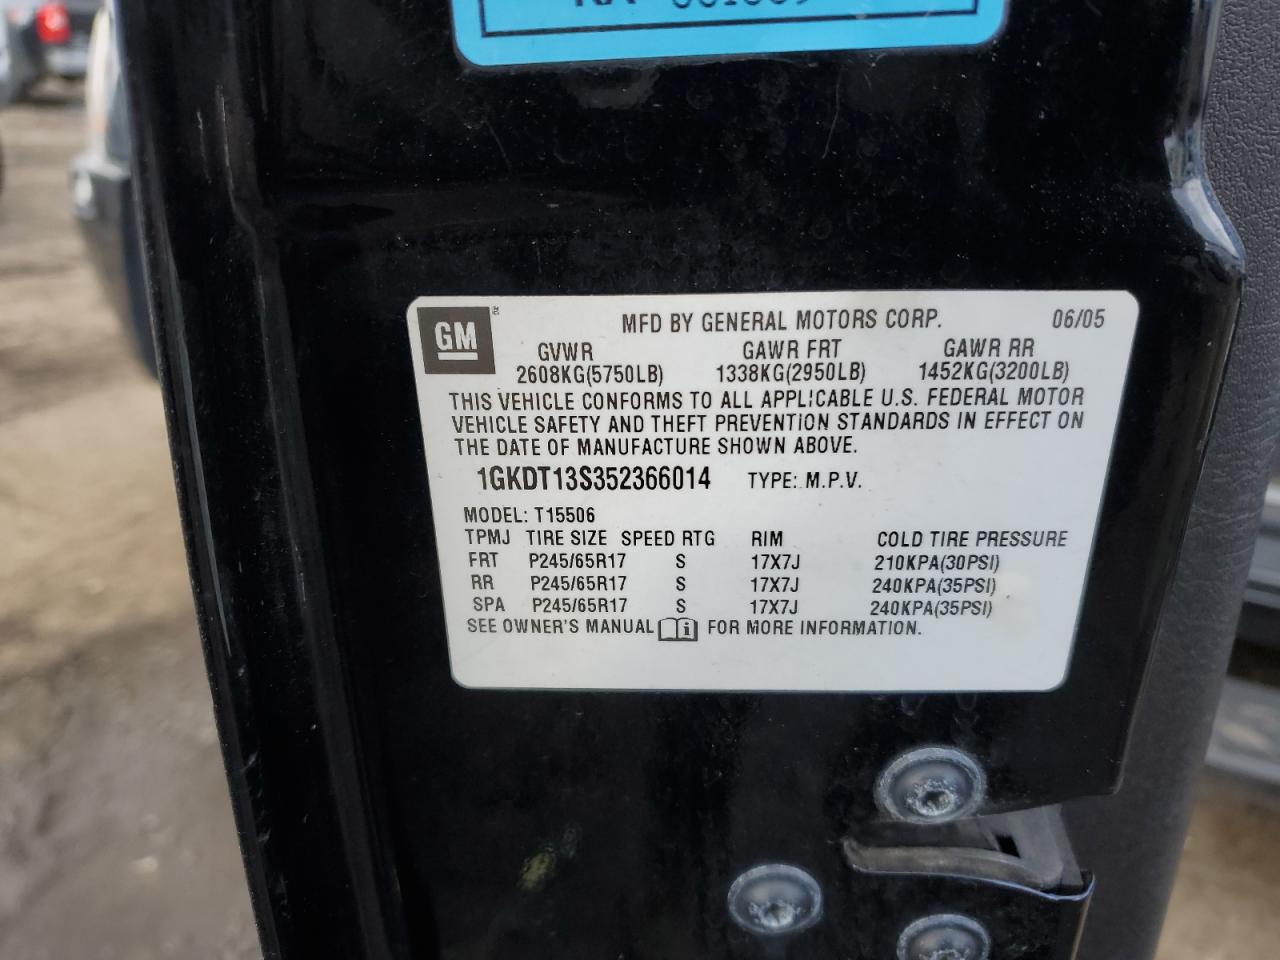 GM
MFD BY GENERAL MOTORS CORP. 06/05
GVWR GAWR FRT GAWR RR
2608KG(5750LB) 1338KG(2950LB) 1452KG(3200LB)
THIS VEHICLE CONFORMS TO ALL APPLICABLE U.S. FEDERAL MOTOR
VEHICLE SAFETY AND THEFT PREVENTION STANDARDS IN EFFECT ON
THE DATE OF MANUFACTURE SHOWN ABOVE.
1GKDT13S352366014 TYPE: M.P.V.
MODEL: T15506
TPMJ TIRE SIZE SPEED RTG RIM COLD TIRE PRESSURE
FRT P245/65R17 S 17X7J 210KPA(30PSI)
RR P245/65R17 S 17X7J 240KPA(35PSI)
SPA P245/65R17 S 17X7J 240KPA(35PSI)
SEE OWNER'S MANUAL FOR MORE INFORMATION.